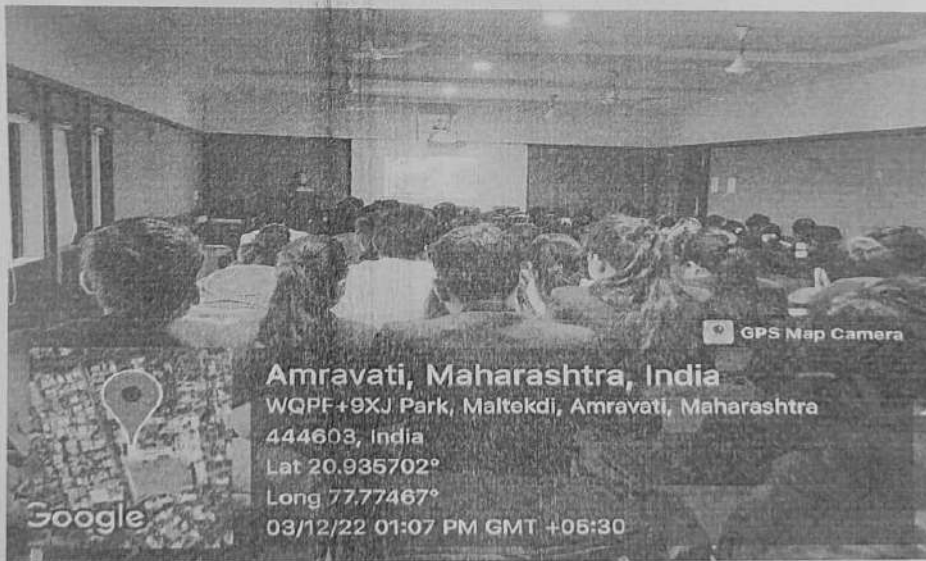 GPS Map Camera
Amravati, Maharashtra, India
WQPF+9XJ Park, Maltekdi, Amravati, Maharashtra
444603, India
Lat 20.935702°
Long 77.77467°
03/12/22 01:07 PM GMT +05:30
Google